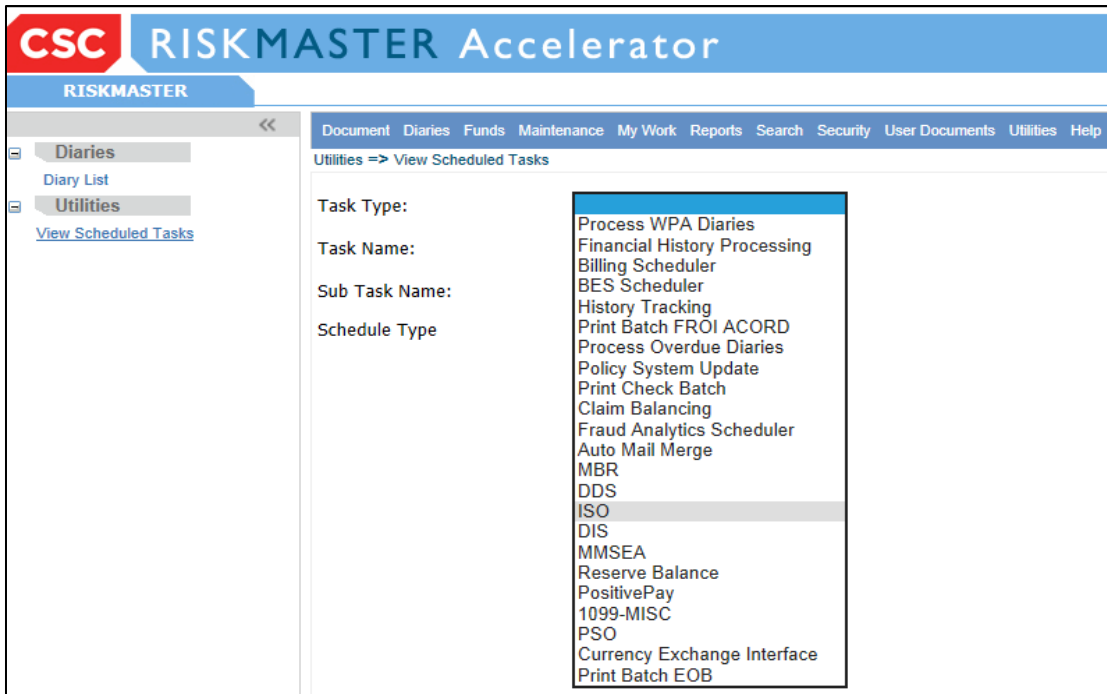 CSC RISKMASTER Accelerator
RISKMASTER
«
Document Diaries Funds Maintenance My Work Reports Search Security User Documents Utilities Help
Diaries
Utilities => View Scheduled Tasks
Diary List
Utilities
View Scheduled Tasks
Task Type:
Task Name:
Sub Task Name:
Schedule Type
Process WPA Diaries
Financial History Processing
Billing Scheduler
BES Scheduler
History Tracking
Print Batch FROI ACORD
Process Overdue Diaries
Policy System Update
Print Check Batch
Claim Balancing
Fraud Analytics Scheduler
Auto Mail Merge
MBR
DDS
ISO
DIS
MMSEA
Reserve Balance
PositivePay
1099-MISC
PSO
Currency Exchange Interface
Print Batch EOB